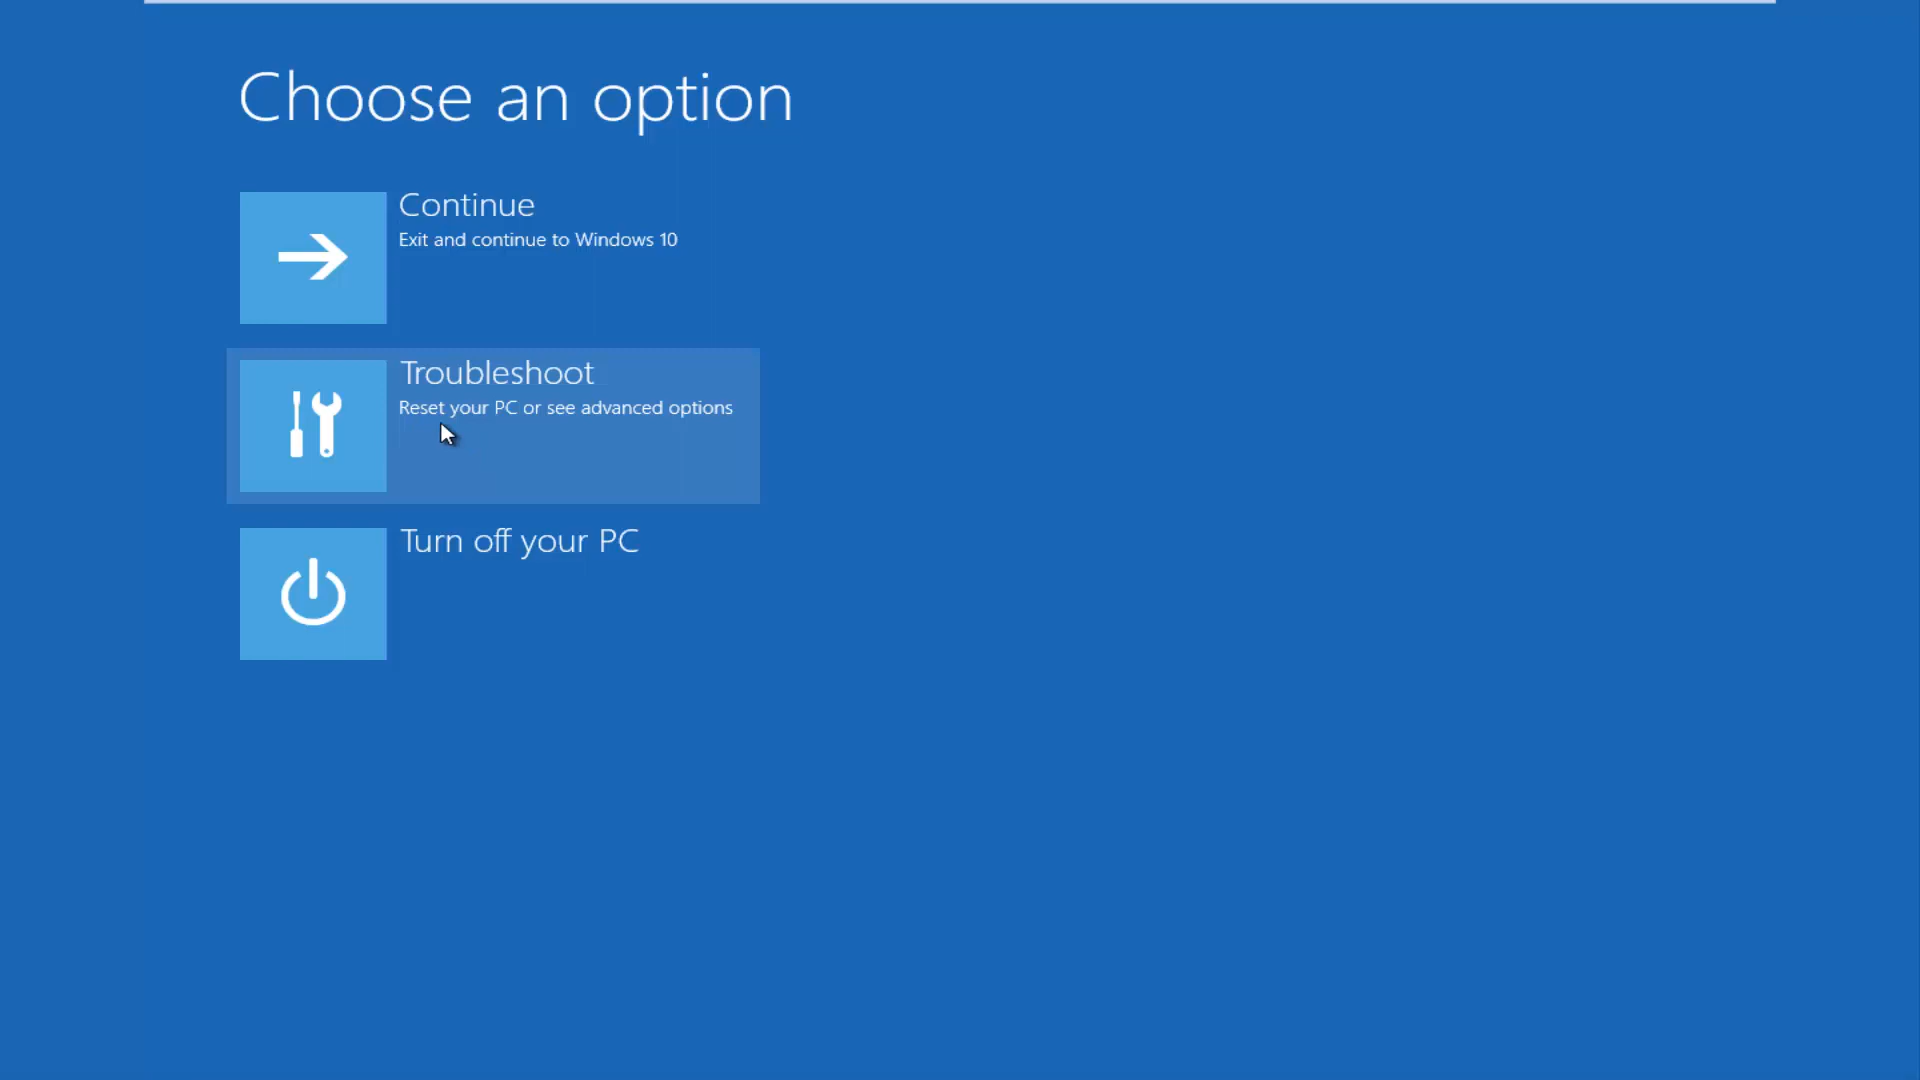 Choose an option
Continue
Exit and continue to Windows 10
Troubleshoot
Reset your PC or see advanced options
Turn off your PC